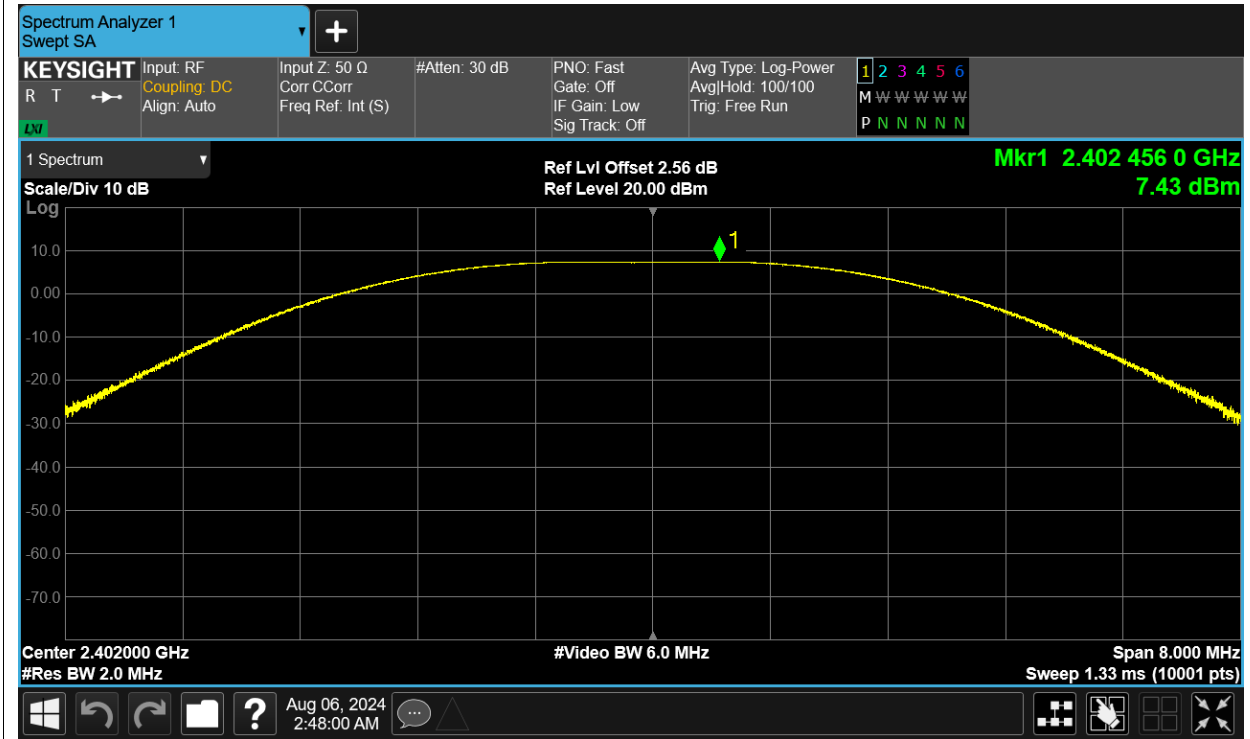 Spectrum Analyzer 1
Swept SA
KEYSIGHT
R T
LXI
Input: RF
Coupling: DC
Align: Auto
Input Z: 50 Ω
Corr CCorr
Freq Ref: Int (S)
#Atten: 30 dB
PNO: Fast
Gate: Off
IF Gain: Low
Sig Track: Off
Avg Type: Log-Power
Avg|Hold: 100/100
Trig: Free Run
1 2 3 4 5 6
M W W W W W
P N N N N N
1 Spectrum
Scale/Div 10 dB
Ref Lvl Offset 2.56 dB
Ref Level 20.00 dBm
Mkr1 2.402 456 0 GHz
7.43 dBm
Log
1
10.0
0.00
-10.0
-20.0
-30.0
-40.0
-50.0
-60.0
-70.0
Center 2.402000 GHz
#Video BW 6.0 MHz
Span 8.000 MHz
#Res BW 2.0 MHz
Sweep 1.33 ms (10001 pts)
?
Aug 06, 2024
2:48:00 AM